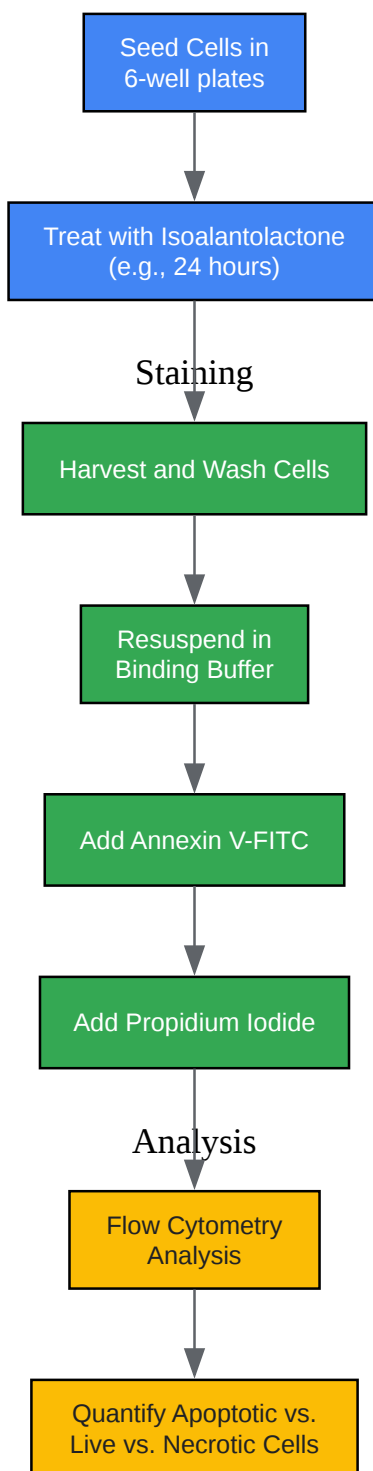 Seed Cells in
6-well plates
Treat with Isoalantolactone
(e.g., 24 hours)
Staining
Harvest and Wash Cells
Resuspend in
Binding Buffer
Add Annexin V-FITC
Add Propidium Iodide
Analysis
Flow Cytometry
Analysis
Quantify Apoptotic vs.
Live vs. Necrotic Cells